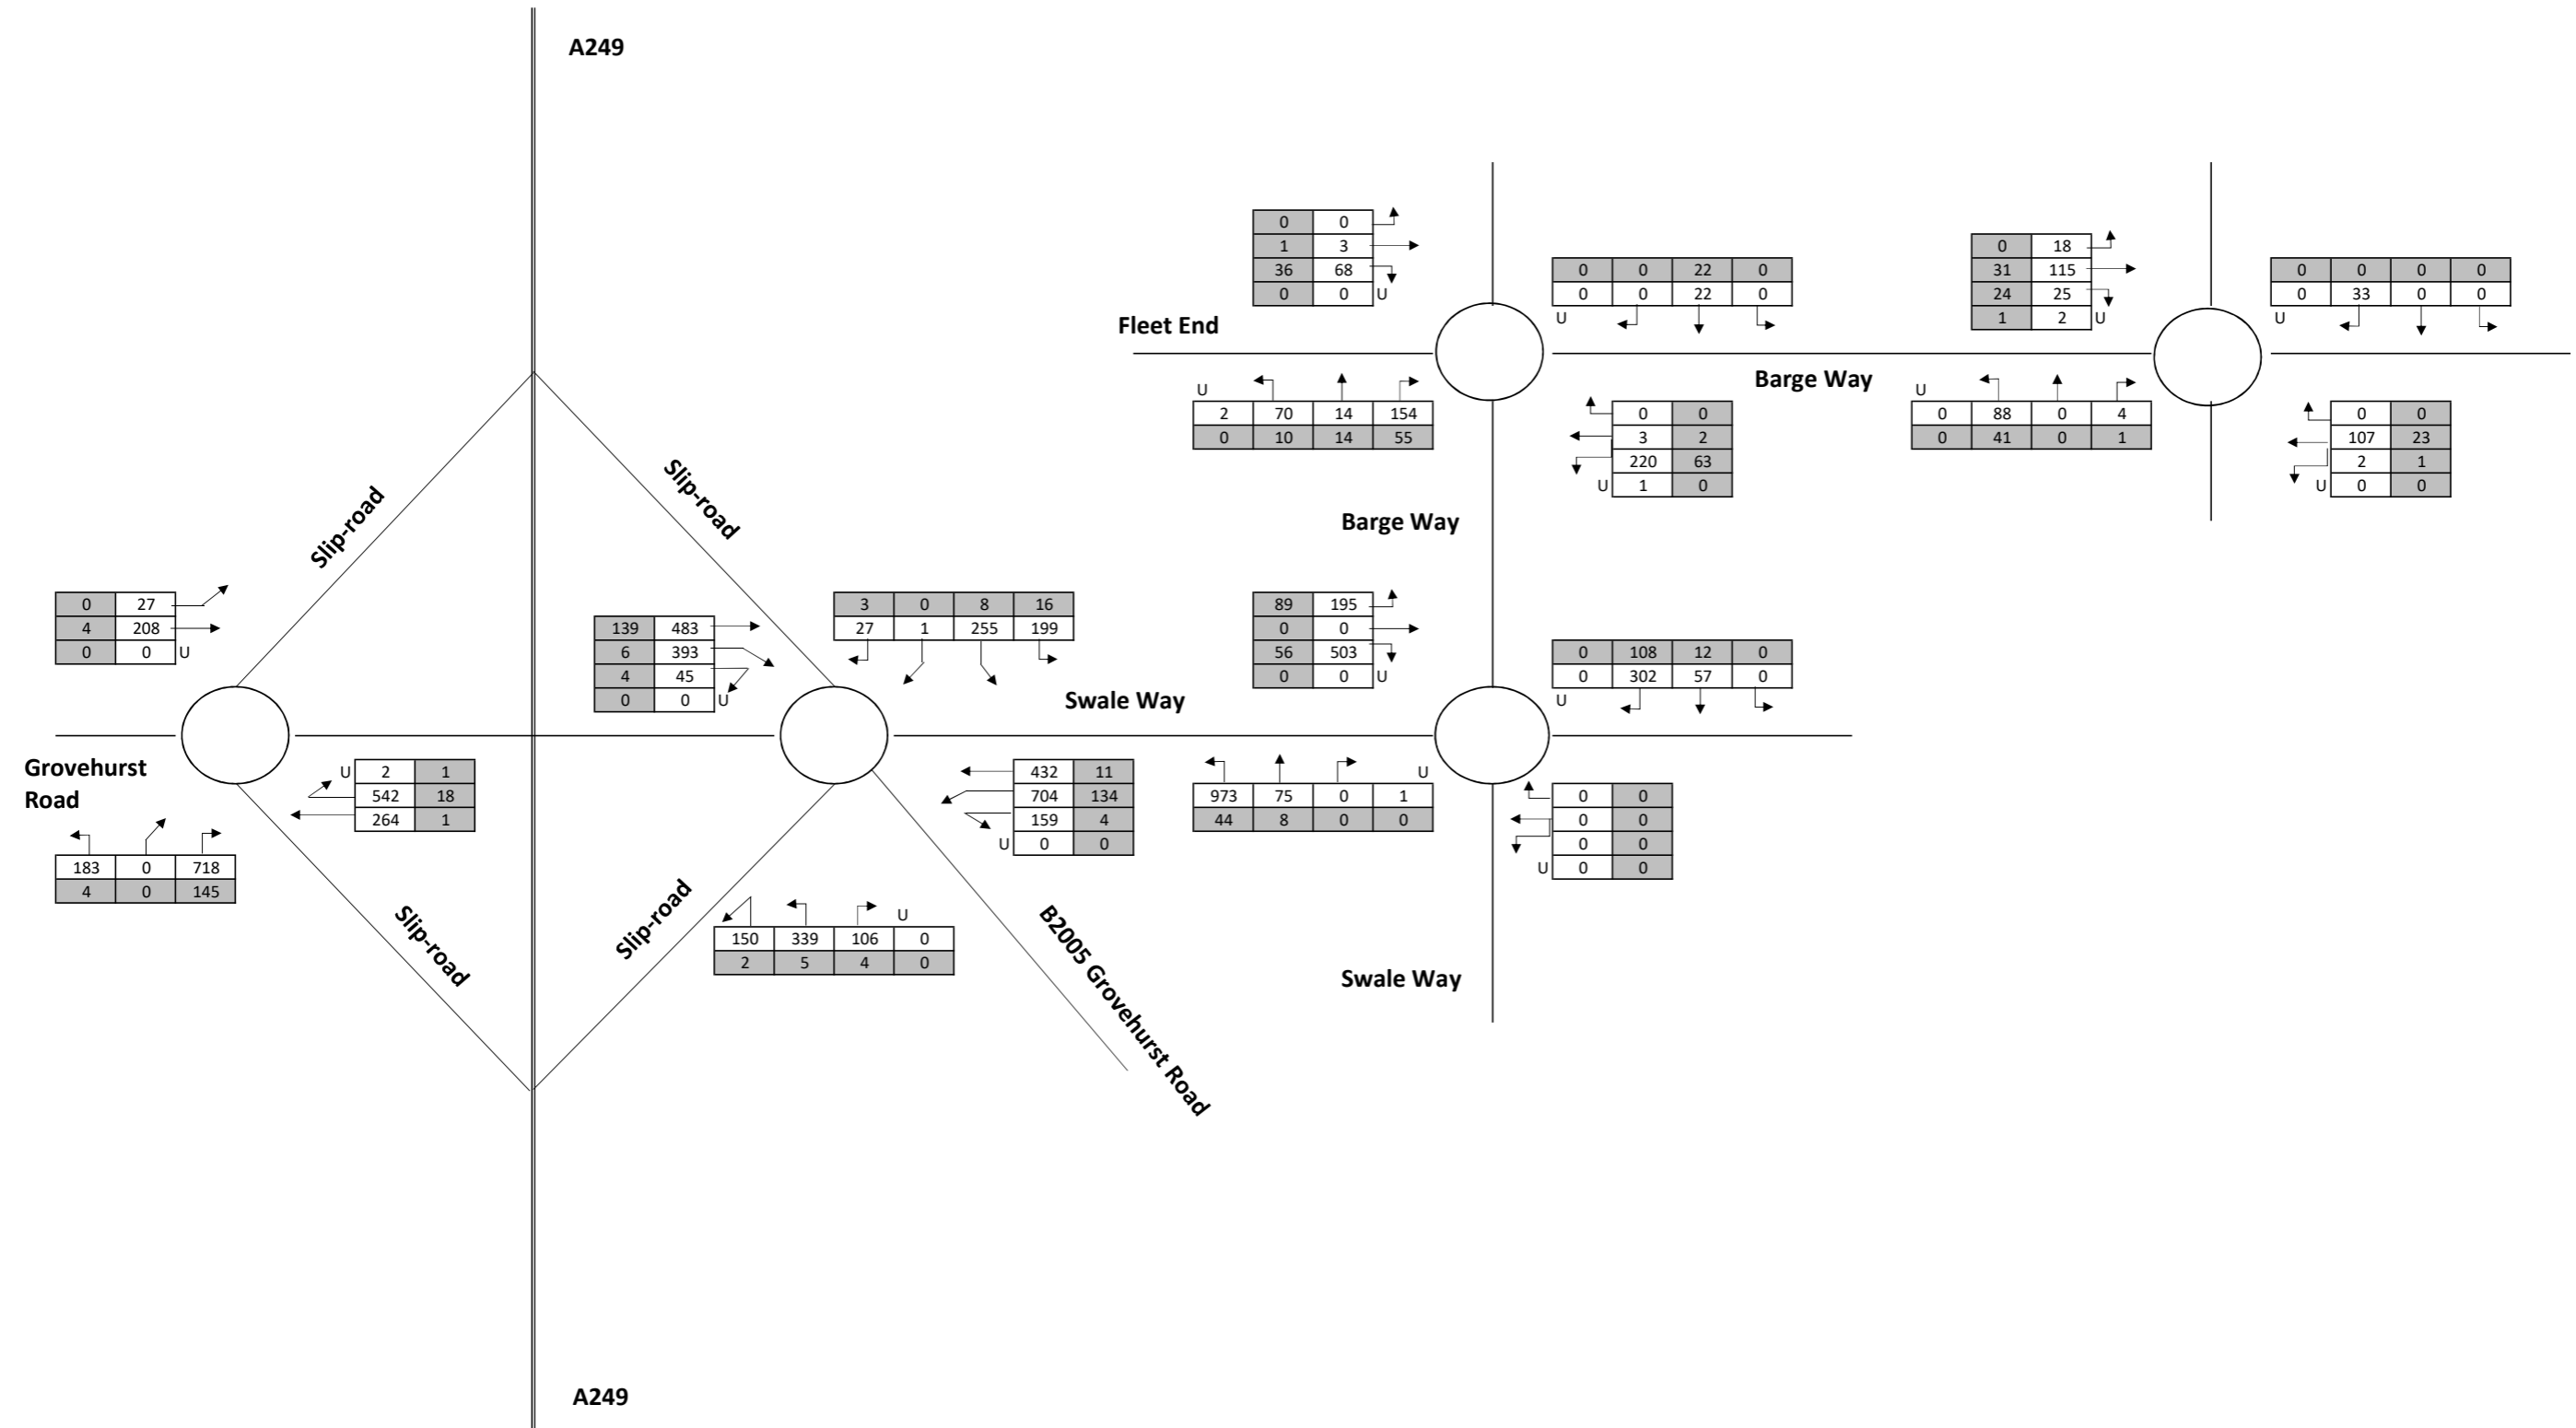 A249
0 0
1 3
36 68
0 0 U
0 0 22 0
0 0 22 0
U
0 18
31 115
24 25
1 2 U
0 0 0 0
0 33 0 0
U
Fleet End
Barge Way
U
2 70 14 154
0 10 14 55
0 0
3 2
220 63
U 1 0
U
0 88 0 4
0 41 0 1
0 0
107 23
2 1
U 0 0
Slip-road
Slip-road
Barge Way
0 27
4 208
0 0 U
139 483
6 393
4 45
0 0 U
3 0 8 16
27 1 255 199
Swale Way
89 195
0 0
56 503
0 0 U
0 108 12 0
0 302 57 0
U
Grovehurst
Road
U 2 1
542 18
264 1
183 0 718
4 0 145
432 11
704 134
159 4
U 0 0
U
973 75 0 1
44 8 0 0
0 0
0 0
0 0
U 0 0
Slip-road
Slip-road
U
150 339 106 0
2 5 4 0
B2005 Grovehurst Road
Swale Way
A249